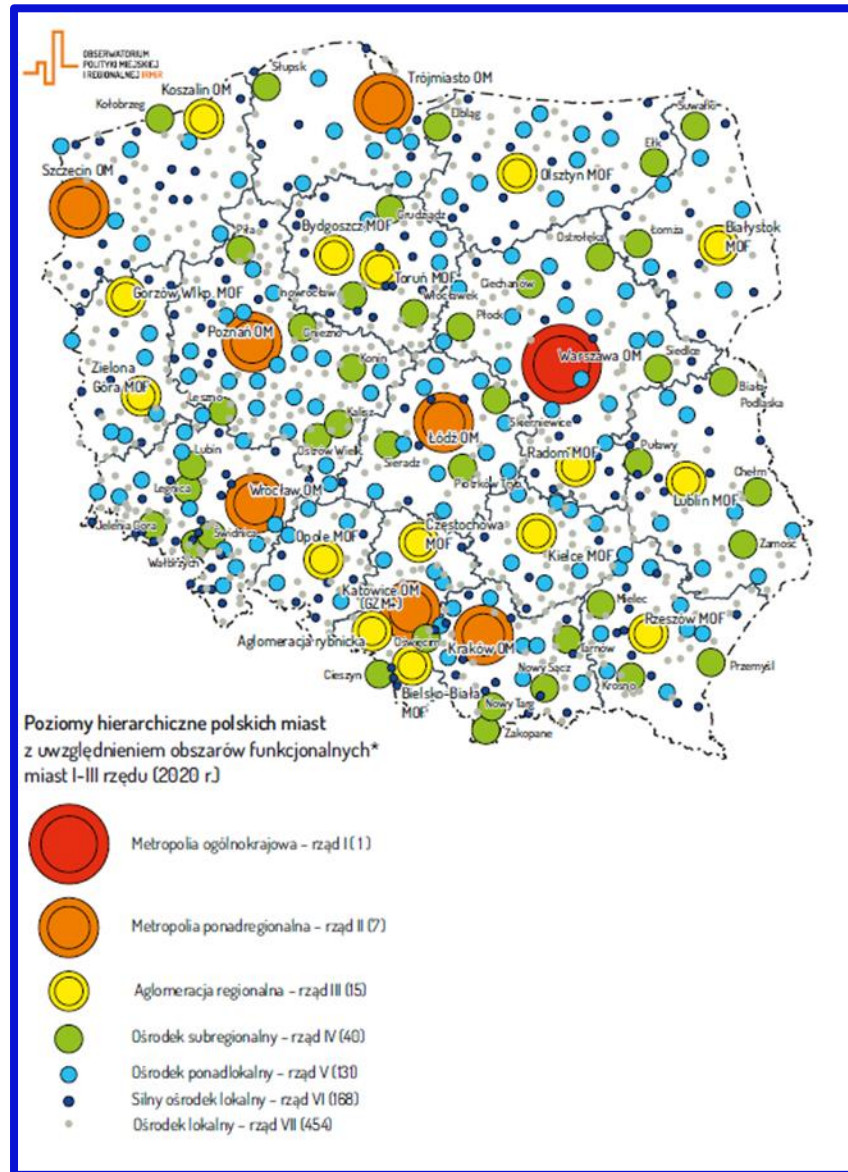 OBSERWATORIUM
POLITYKI MIEJSKIEJ
I REGIONALNEJ IRMIR
Słupsk
Trójmiasto OM
Koszalin OM
Kołobrzeg
Elbląg
Suwałki
Ełk
Szczecin OM
Olsztyn MOF
Grudziądz
Piła
Bydgoszcz MOF
Ostrołęka
Łomża
Białystok
MOF
Toruń MOF
Ciechanów
Gorzów Wlkp. MOF
Inowrocław
Włocławek
Płock
Poznań OM
Gniezno
Warszawa OM
Siedlce
Konin
Zielona
Góra MOF
Biała
Podlaska
Leszno
Kalisz
Skierniewice
Łódź OM
Ostrów Wielk
Sieradz
Radom MOF
Puławy
Lubin
Piotrków Tryb
Chełm
Legnica
Wrocław OM
Lublin MOF
Jelenia Góra
Świdnica
Opole MOF
Częstochowa
MOF
Kielce MOF
Zamość
Wałbrzych
Katowice OM
(GZM+)
Mielec
Rzeszów MOF
Aglomeracja rybnicka
Oświęcim
Kraków OM
Tarnów
Cieszyn
Nowy Sącz
Przemyśl
Bielsko-Biała
MOF
Krosno
Nowy Targ
Zakopane
Poziomy hierarchiczne polskich miast
z uwzględnieniem obszarów funkcjonalnych*
miast I-III rzędu (2020 r.)
Metropolia ogólnokrajowa – rząd I ( 1 )
Metropolia ponadregionalna – rząd II (7)
Aglomeracja regionalna – rząd III (15)
Ośrodek subregionalny – rząd IV (40)
Ośrodek ponadlokalny – rząd V (131)
Silny ośrodek lokalny – rząd VI (168)
Ośrodek lokalny – rząd VII (454)